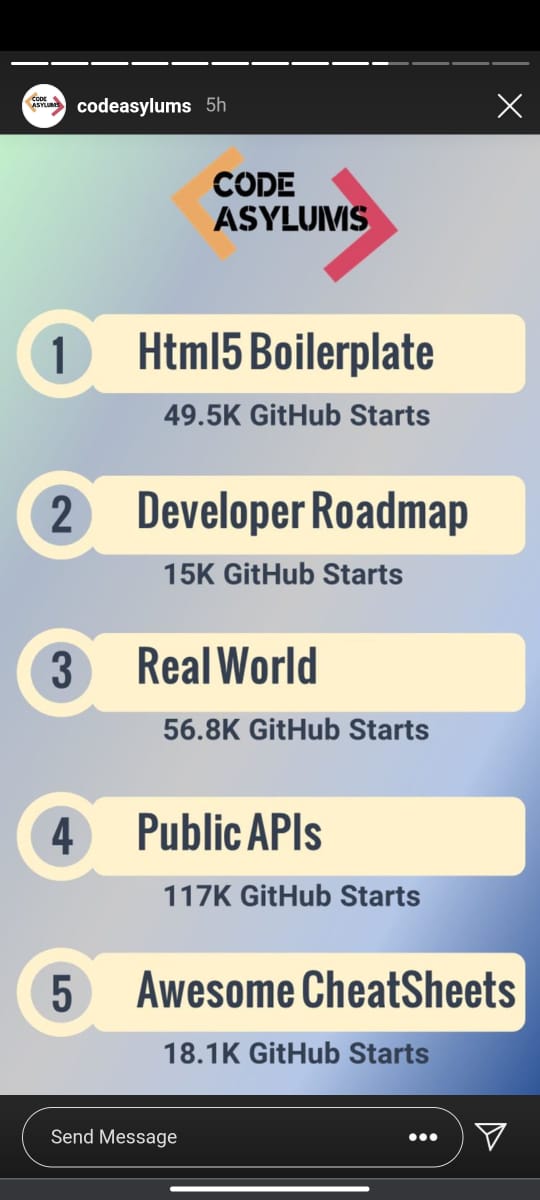 CODE
ASYLUMS
codeasylums 5h
CODE
ASYLUMS
1 Html5 Boilerplate
49.5K GitHub Starts
2 Developer Roadmap
15K GitHub Starts
3 Real World
56.8K GitHub Starts
4 Public APIs
117K GitHub Starts
5 Awesome CheatSheets
18.1K GitHub Starts
Send Message